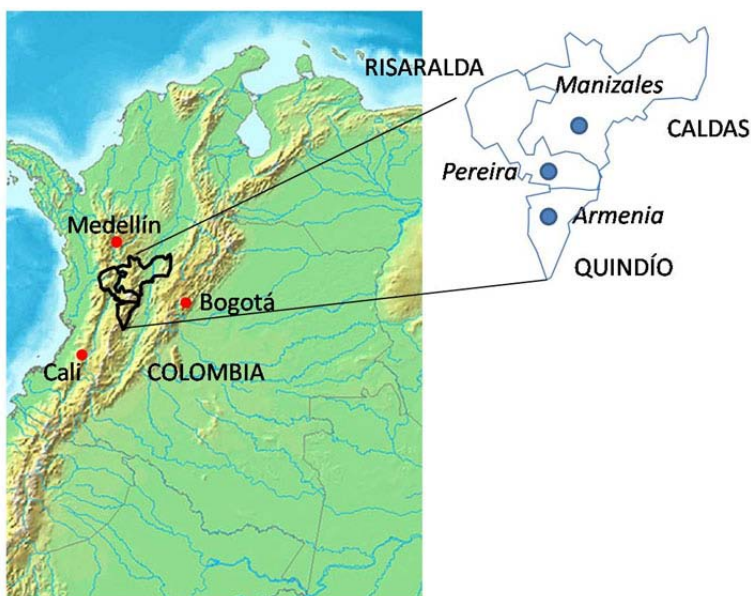 RISARALDA
Manizales
CALDAS
Pereira
Armenia
QUINDÍO
Medellín
Bogotá
Cali
COLOMBIA